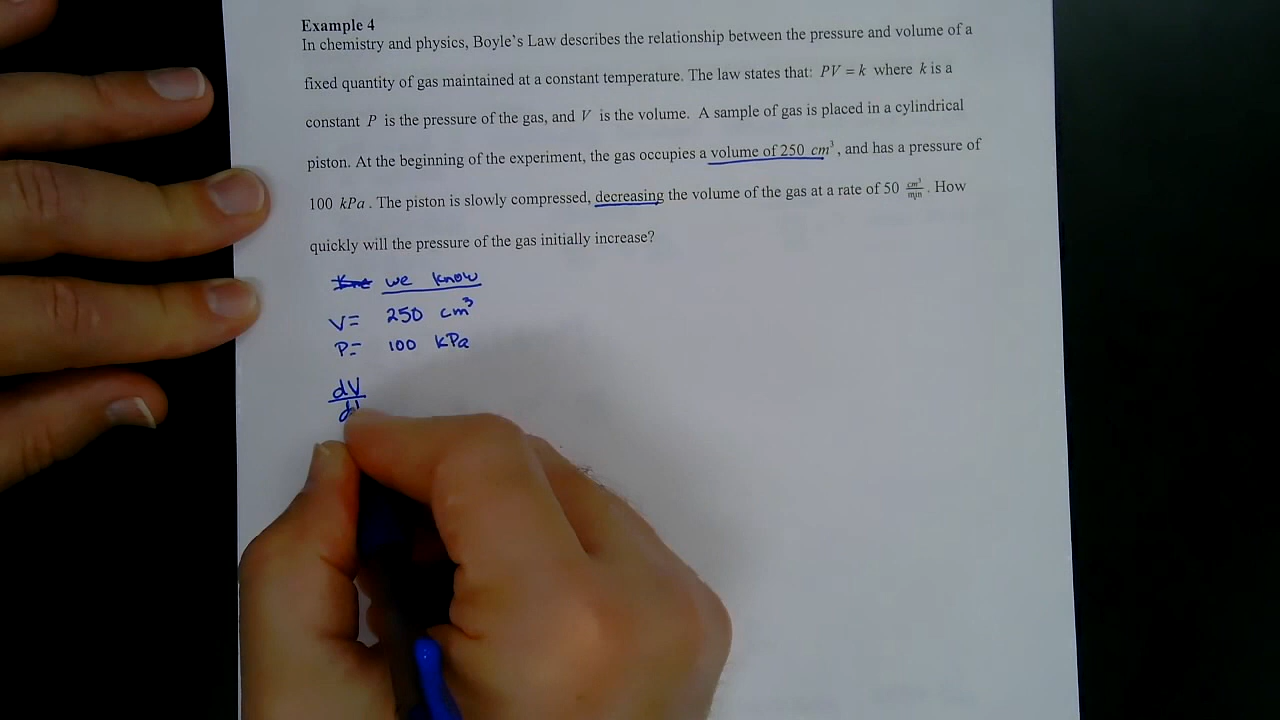 Example 4
In chemistry and physics, Boyle's Law describes the relationship between the pressure and volume of a
fixed quantity of gas maintained at a constant temperature. The law states that: PV = k where k is a
constant P is the pressure of the gas, and V is the volume. A sample of gas is placed in a cylindrical
piston. At the beginning of the experiment, the gas occupies a volume of 250 cm³, and has a pressure of
100 kPa. The piston is slowly compressed, decreasing the volume of the gas at a rate of 50 cm³/min. How
quickly will the pressure of the gas initially increase?
we know
V= 250 cm³
P= 100 kPa
dV
d